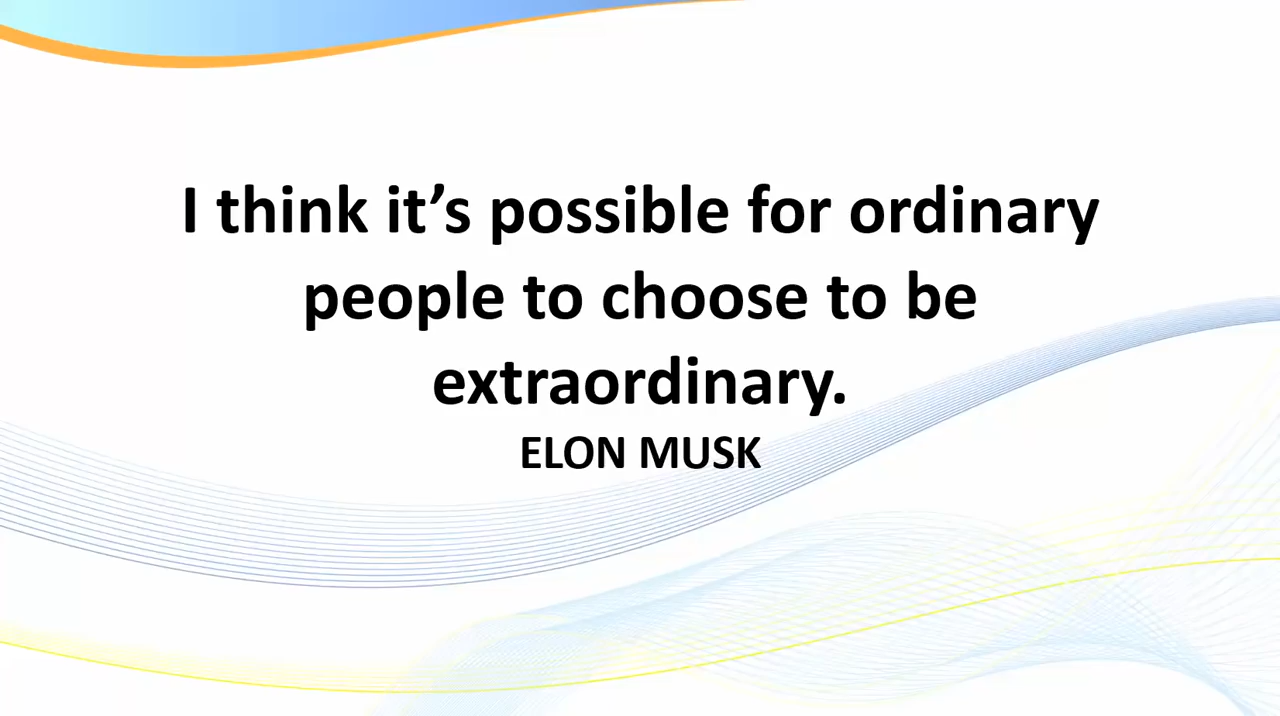 I think it’s possible for ordinary
people to choose to be
extraordinary.
ELON MUSK